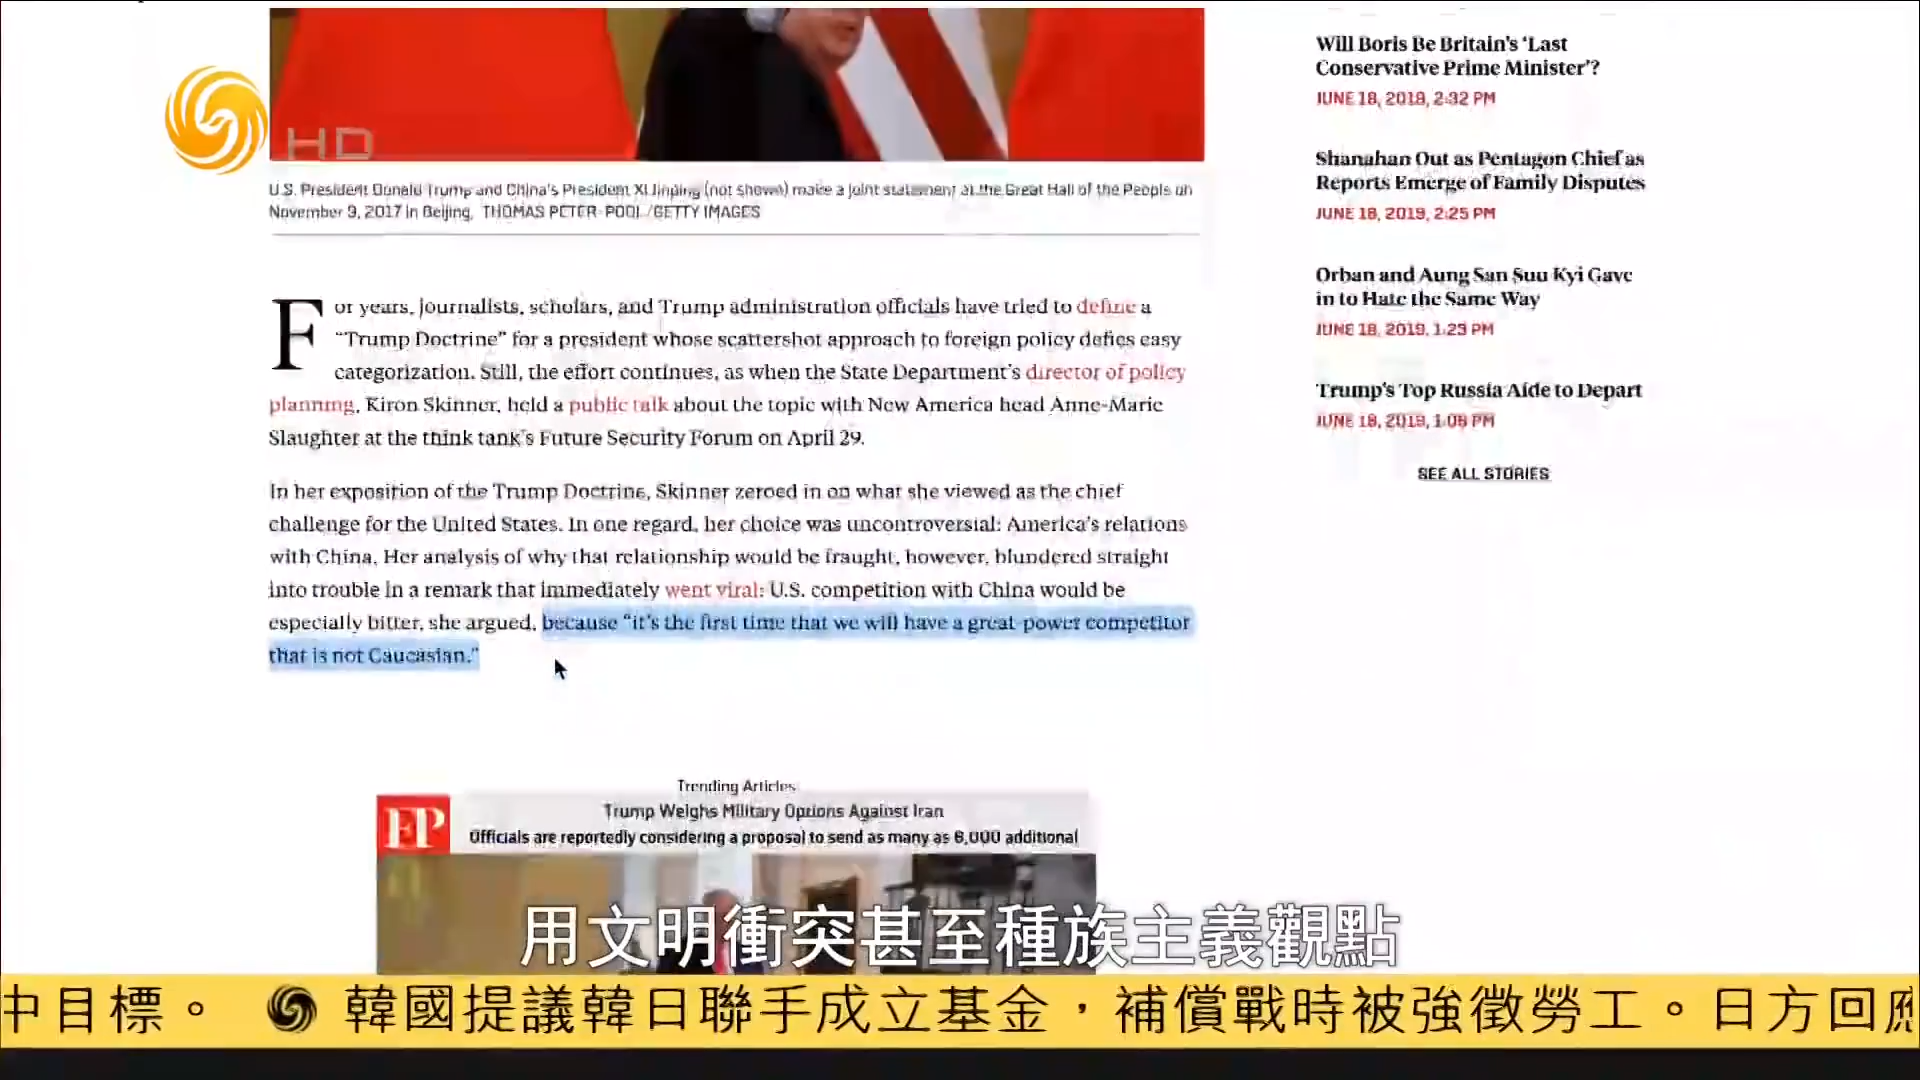 HD
U.S. President Donald Trump and China's President Xi Jinping (not shown) make a joint statement at the Great Hall of the People on
November 9, 2017 in Beijing. THOMAS PETER-POOL/GETTY IMAGES
For years, journalists, scholars, and Trump administration officials have tried to define a
“Trump Doctrine” for a president whose scattershot approach to foreign policy defies easy
categorization. Still, the effort continues, as when the State Department's director of policy
planning, Kiron Skinner, held a public talk about the topic with New America head Anne-Marie
Slaughter at the think tank's Future Security Forum on April 29.
In her exposition of the Trump Doctrine, Skinner zeroed in on what she viewed as the chief
challenge for the United States. In one regard, her choice was uncontroversial: America's relations
with China. Her analysis of why that relationship would be fraught, however, blundered straight
into trouble in a remark that immediately went viral: U.S. competition with China would be
especially bitter, she argued, because “it's the first time that we will have a great-power competitor
that is not Caucasian.”
Will Boris Be Britain's ‘Last
Conservative Prime Minister’?
JUNE 18, 2019, 2:32 PM
Shanahan Out as Pentagon Chief as
Reports Emerge of Family Disputes
JUNE 18, 2019, 2:25 PM
Orban and Aung San Suu Kyi Gave
in to Hate the Same Way
JUNE 18, 2019, 1:23 PM
Trump's Top Russia Aide to Depart
JUNE 18, 2019, 1:06 PM
SEE ALL STORIES
Trending Articles
FP
Trump Weighs Military Options Against Iran
Officials are reportedly considering a proposal to send as many as 6,000 additional
用文明衝突甚至種族主義觀點
中目標。 韓國提議韓日聯手成立基金，補償戰時被強徵勞工。日方回應